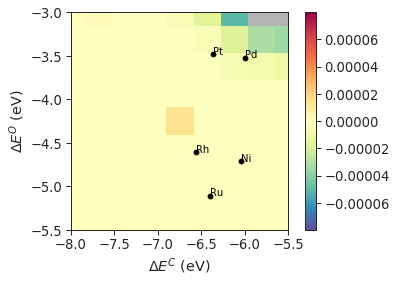 −3.0
−3.5
−4.0
−4.5
−5.0
−5.5
ΔE^O (eV)
Pt
Pd
Rh
Ni
Ru
−8.0 −7.5 −7.0 −6.5 −6.0 −5.5
ΔE^C (eV)
0.00006
0.00004
0.00002
0.00000
−0.00002
−0.00004
−0.00006